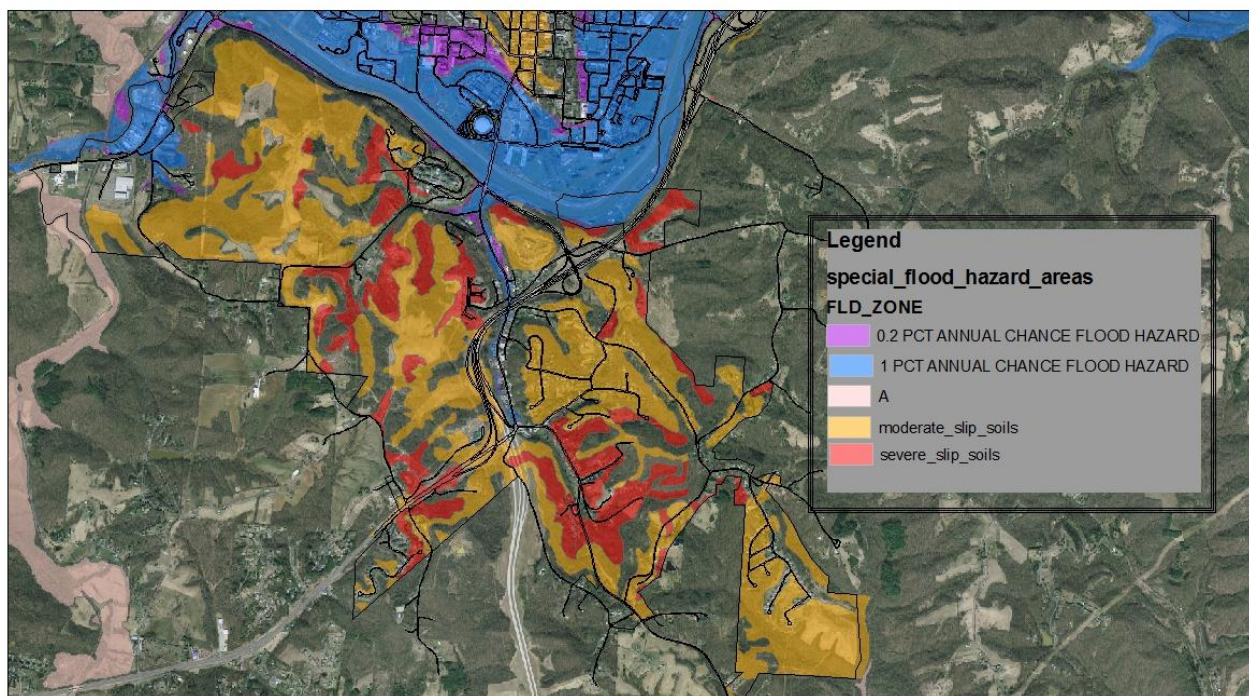 Legend
special_flood_hazard_areas
FLD_ZONE
0.2 PCT ANNUAL CHANCE FLOOD HAZARD
1 PCT ANNUAL CHANCE FLOOD HAZARD
A
moderate_slip_soils
severe_slip_soils